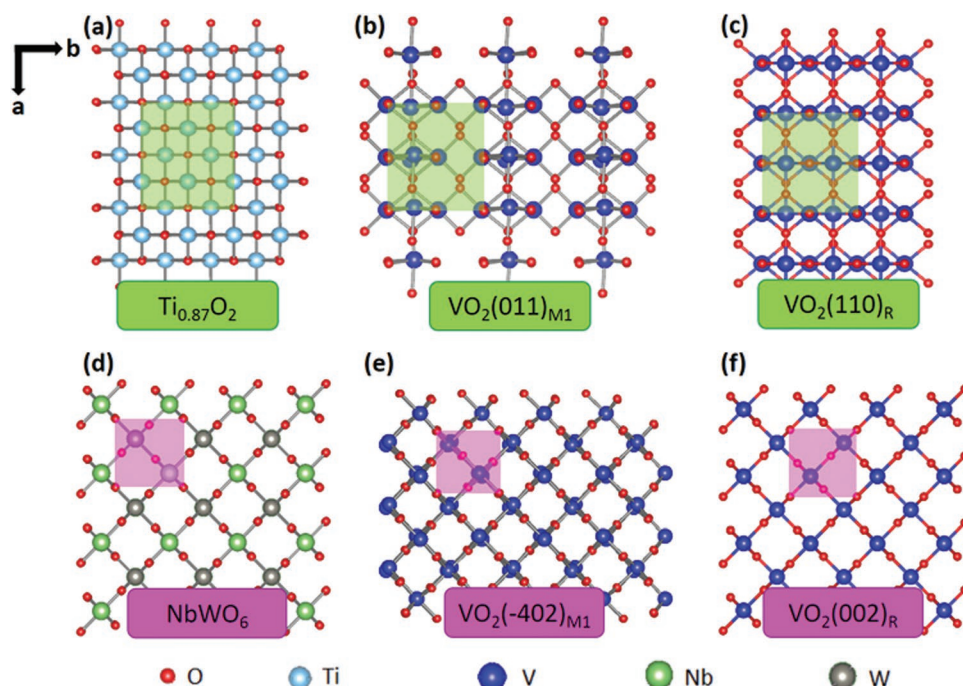 (a)
(b)
(c)
b
a
Ti0.87O2
VO2(011)M1
VO2(110)R
(d)
(e)
(f)
NbWO6
VO2(-402)M1
VO2(002)R
O Ti V Nb W